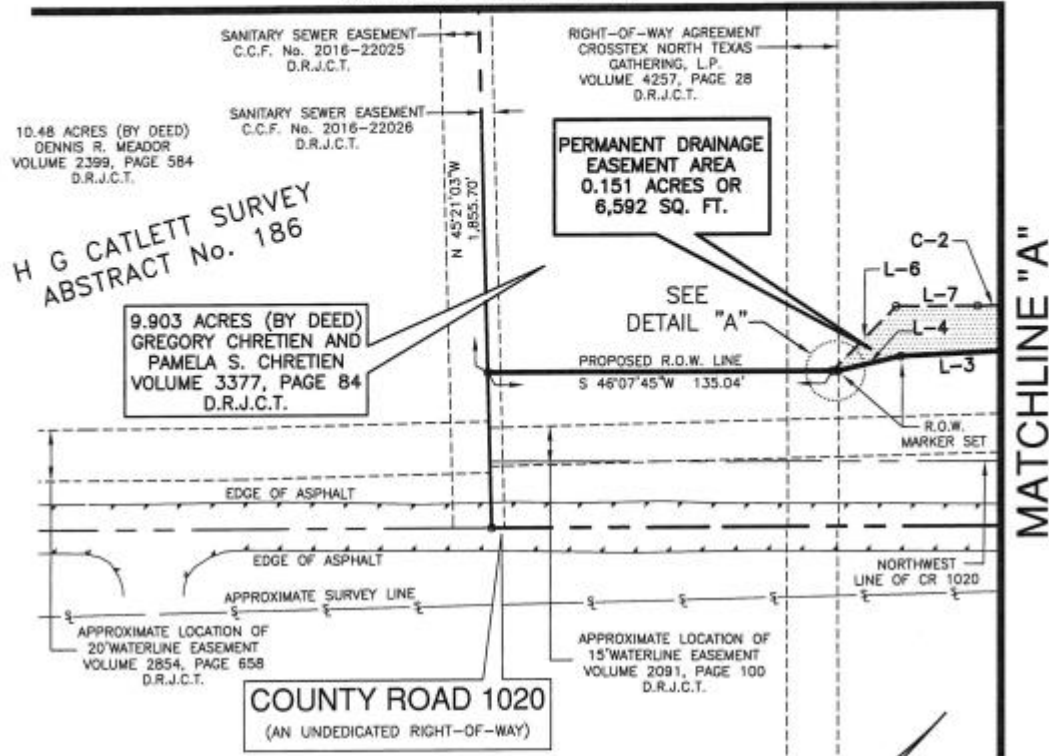 SANITARY SEWER EASEMENT
C.C.F. No. 2016-22025
D.R.J.C.T.
RIGHT-OF-WAY AGREEMENT
CROSSTEX NORTH TEXAS
GATHERING, L.P.
VOLUME 4257, PAGE 28
D.R.J.C.T.
SANITARY SEWER EASEMENT
C.C.F. No. 2016-22026
D.R.J.C.T.
10.48 ACRES (BY DEED)
DENNIS R. MEADOR
VOLUME 2399, PAGE 584
D.R.J.C.T.
PERMANENT DRAINAGE
EASEMENT AREA
0.151 ACRES OR
6,592 SQ. FT.
N 45°21'03"W
1,855.70'
H G CATLETT SURVEY
ABSTRACT No. 186
C-2
L-6
L-7
L-4
L-3
SEE
DETAIL "A"
MATCHLINE "A"
9.903 ACRES (BY DEED)
GREGORY CHRETIEN AND
PAMELA S. CHRETIEN
VOLUME 3377, PAGE 84
D.R.J.C.T.
PROPOSED R.O.W. LINE
S 46°07'45"W 135.04'
R.O.W.
MARKER SET
EDGE OF ASPHALT
EDGE OF ASPHALT
NORTHWEST
LINE OF CR 1020
APPROXIMATE SURVEY LINE
APPROXIMATE LOCATION OF
20'WATERLINE EASEMENT
VOLUME 2854, PAGE 658
D.R.J.C.T.
APPROXIMATE LOCATION OF
15'WATERLINE EASEMENT
VOLUME 2091, PAGE 100
D.R.J.C.T.
COUNTY ROAD 1020
(AN UNDEDICATED RIGHT-OF-WAY)